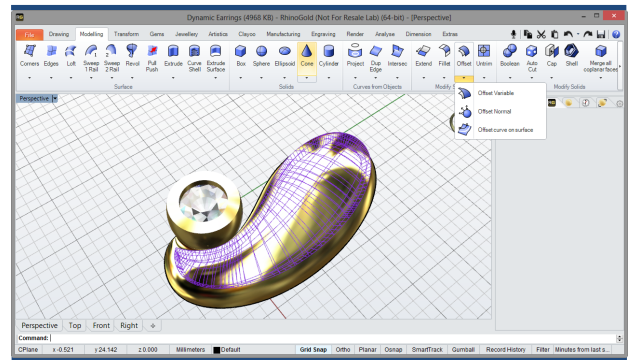 Dynamic Earrings (4968 KB) - RhinoGold (Not For Resale Lab) (64-bit) - [Perspective]
File Drawing Modelling Transform Gems Jewellery Artistics Clayoo Manufacturing Engraving Render Analyse Dimension Extras
Corners Edges Loft Sweep 1 Rail Sweep 2 Rail Revol Pull Push Extrude Curve Shell Extrude Surface Box Sphere Ellipsoid Cone Cylinder Project Dup Edge Intersec Extend Fillet Offset Untrim Boolean Auto Cut Cap Shell Merge all coplanar faces
Surface Solids Curves from Objects Modify S Modify Solids
Perspective
Offset Variable
Offset Normal
Offset curve on surface
Perspective Top Front Right
Command:
CPlane x -0.521 y 24.142 z 0.000 Millimeters Default Grid Snap Ortho Planar Osnap SmartTrack Gumball Record History Filter Minutes from last s...